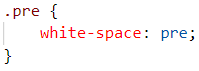 .pre {
    white-space: pre;
}